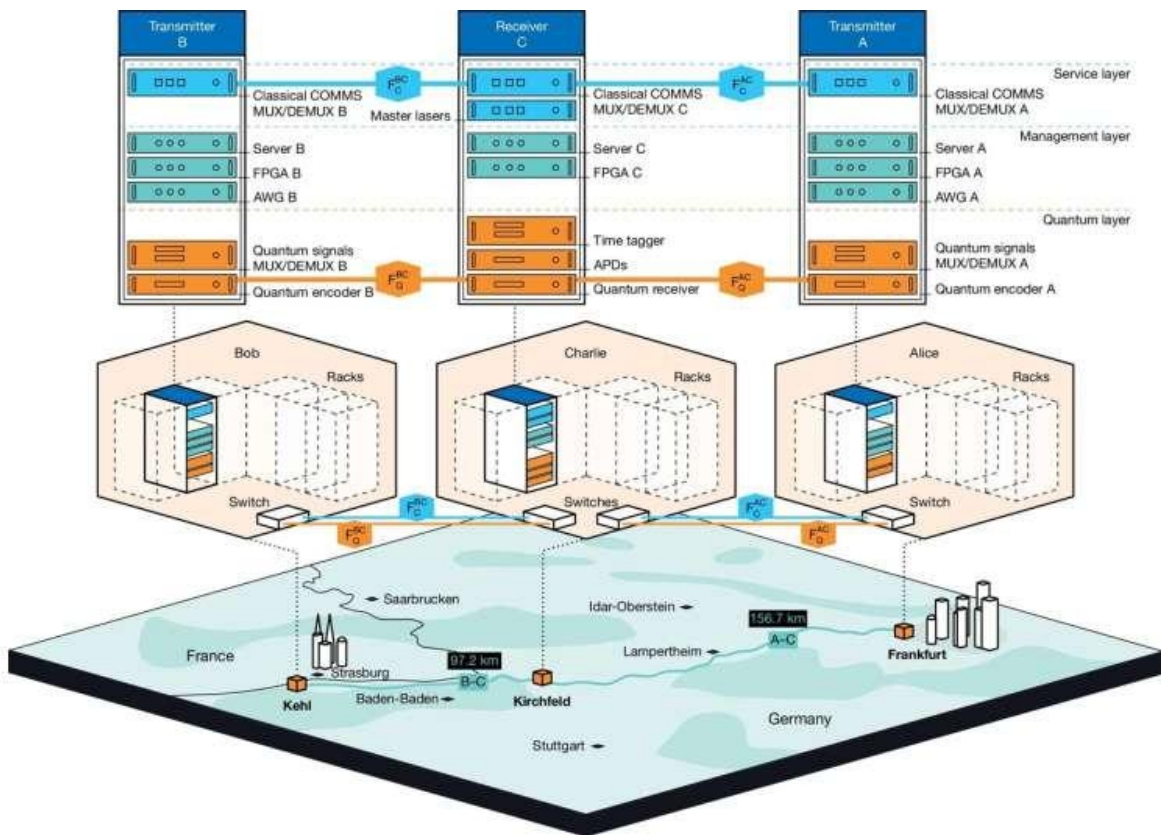 Transmitter
B
Receiver
C
Transmitter
A
Service layer
F_C^BC
F_C^AC
Classical COMMS
MUX/DEMUX B
Master lasers
Classical COMMS
MUX/DEMUX C
Classical COMMS
MUX/DEMUX A
Management layer
Server B
Server C
Server A
FPGA B
FPGA C
FPGA A
AWG B
AWG A
Quantum layer
Time tagger
Quantum signals
MUX/DEMUX B
APDs
Quantum signals
MUX/DEMUX A
F_Q^BC
F_Q^AC
Quantum encoder B
Quantum receiver
Quantum encoder A
Bob
Charlie
Alice
Racks
Racks
Racks
Switch
Switches
Switch
F_C^BC
F_C^AC
F_Q^BC
F_Q^AC
Saarbrucken
Idar-Oberstein
156.7 km
A–C
France
Lampertheim
Frankfurt
97.2 km
B–C
Strasburg
Kehl
Baden-Baden
Kirchfeld
Germany
Stuttgart